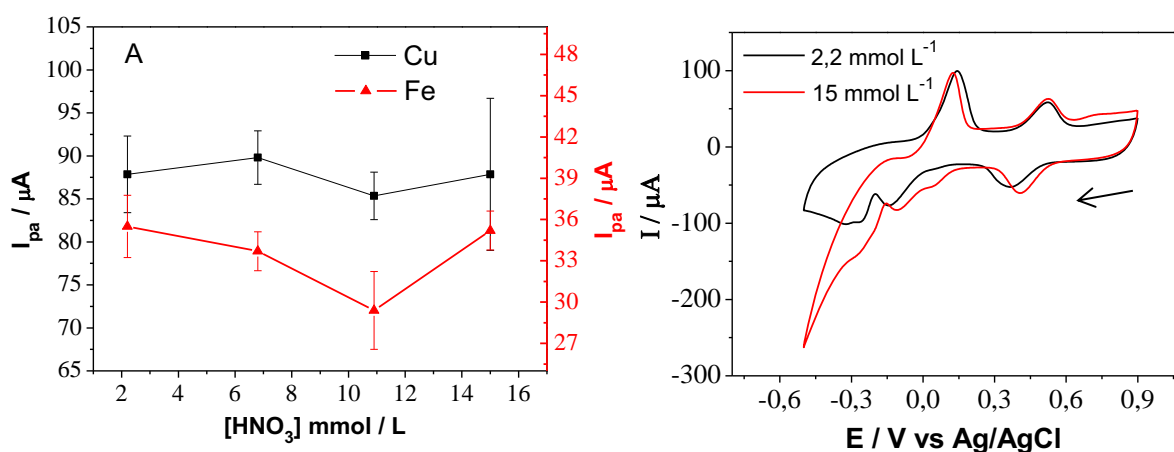 A
Cu
Fe
105
100
95
90
85
80
75
70
65
I_pa / μA
48
45
42
39
36
33
30
27
I_pa / μA
2 4 6 8 10 12 14 16
[HNO₃] mmol / L
2,2 mmol L⁻¹
15 mmol L⁻¹
100
0
-100
-200
-300
I / μA
-0,6 -0,3 0,0 0,3 0,6 0,9
E / V vs Ag/AgCl